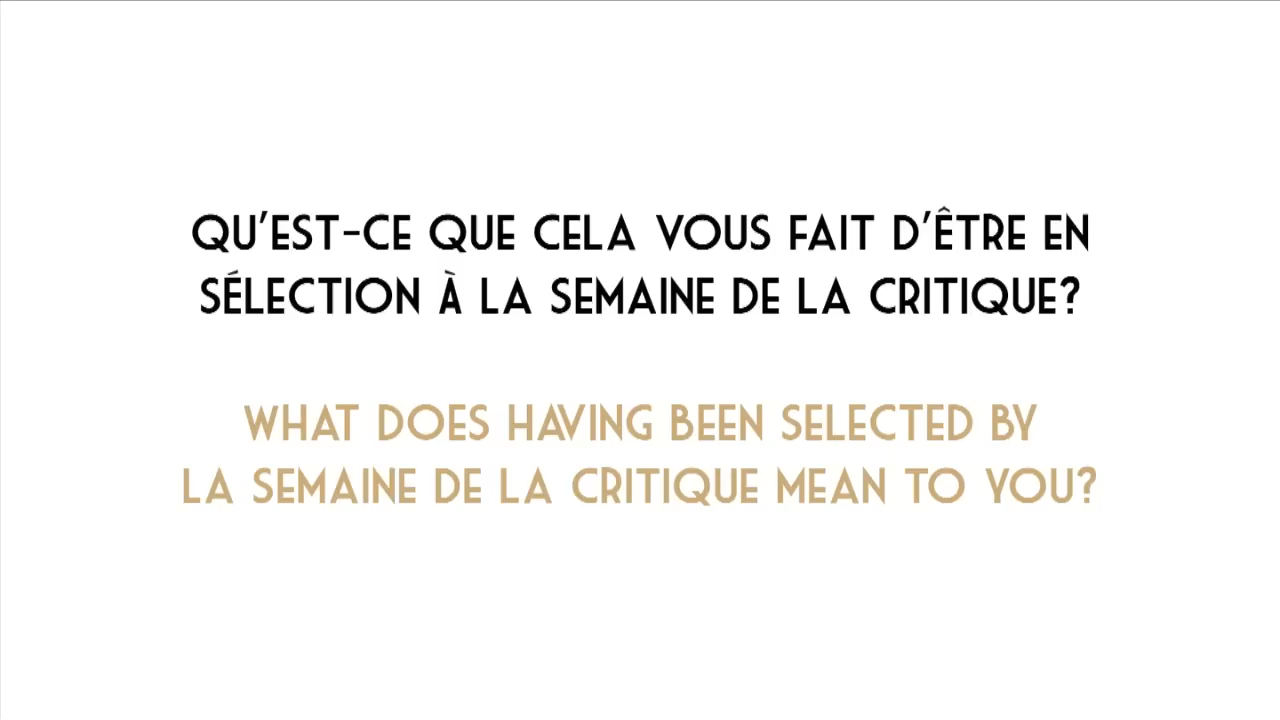 QU'EST-CE QUE CELA VOUS FAIT D'ÊTRE EN
SÉLECTION À LA SEMAINE DE LA CRITIQUE?
WHAT DOES HAVING BEEN SELECTED BY
LA SEMAINE DE LA CRITIQUE MEAN TO YOU?